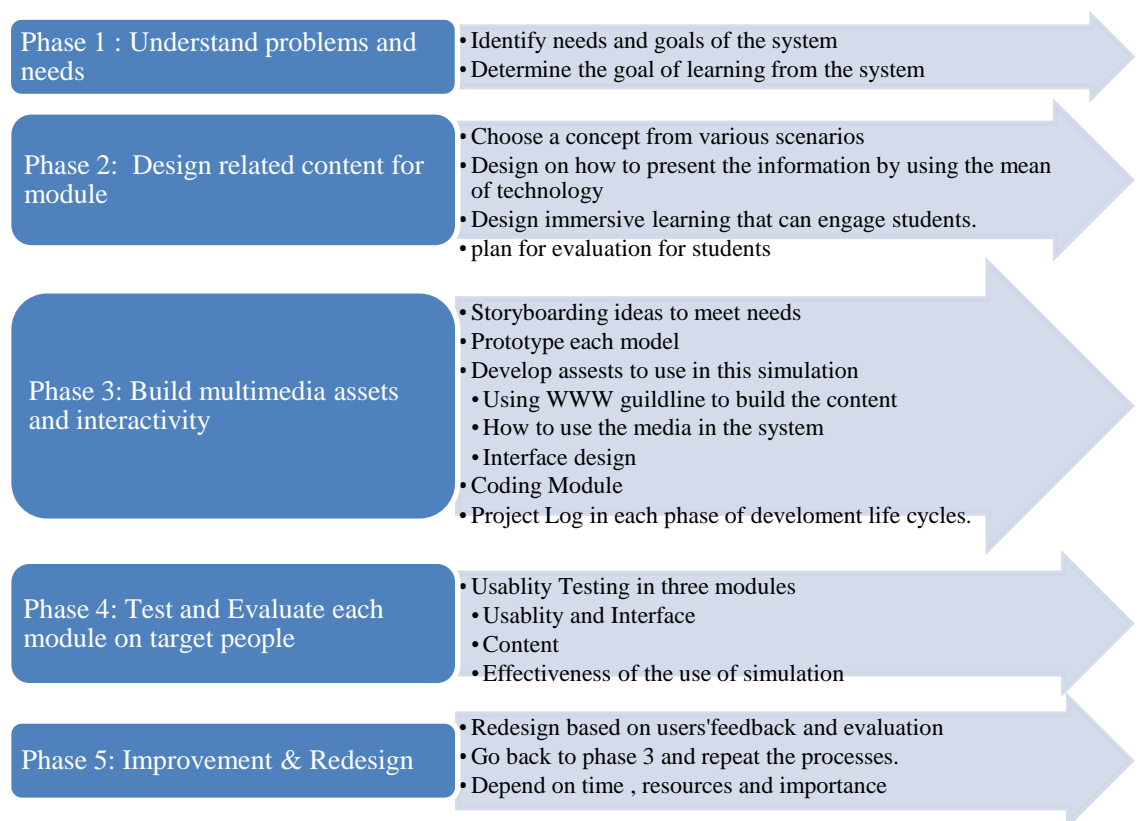 Phase 1 : Understand problems and
needs
• Identify needs and goals of the system
• Determine the goal of learning from the system
Phase 2:  Design related content for
module
• Choose a concept from various scenarios
• Design on how to present the information by using the mean
of technology
• Design immersive learning that can engage students.
• plan for evaluation for students
Phase 3: Build multimedia assets
and interactivity
• Storyboarding ideas to meet needs
• Prototype each model
• Develop assests to use in this simulation
• Using WWW guildline to build the content
• How to use the media in the system
• Interface design
• Coding Module
• Project Log in each phase of develoment life cycles.
Phase 4: Test and Evaluate each
module on target people
• Usablity Testing in three modules
• Usablity and Interface
• Content
• Effectiveness of the use of simulation
Phase 5: Improvement & Redesign
• Redesign based on users'feedback and evaluation
• Go back to phase 3 and repeat the processes.
• Depend on time , resources and importance